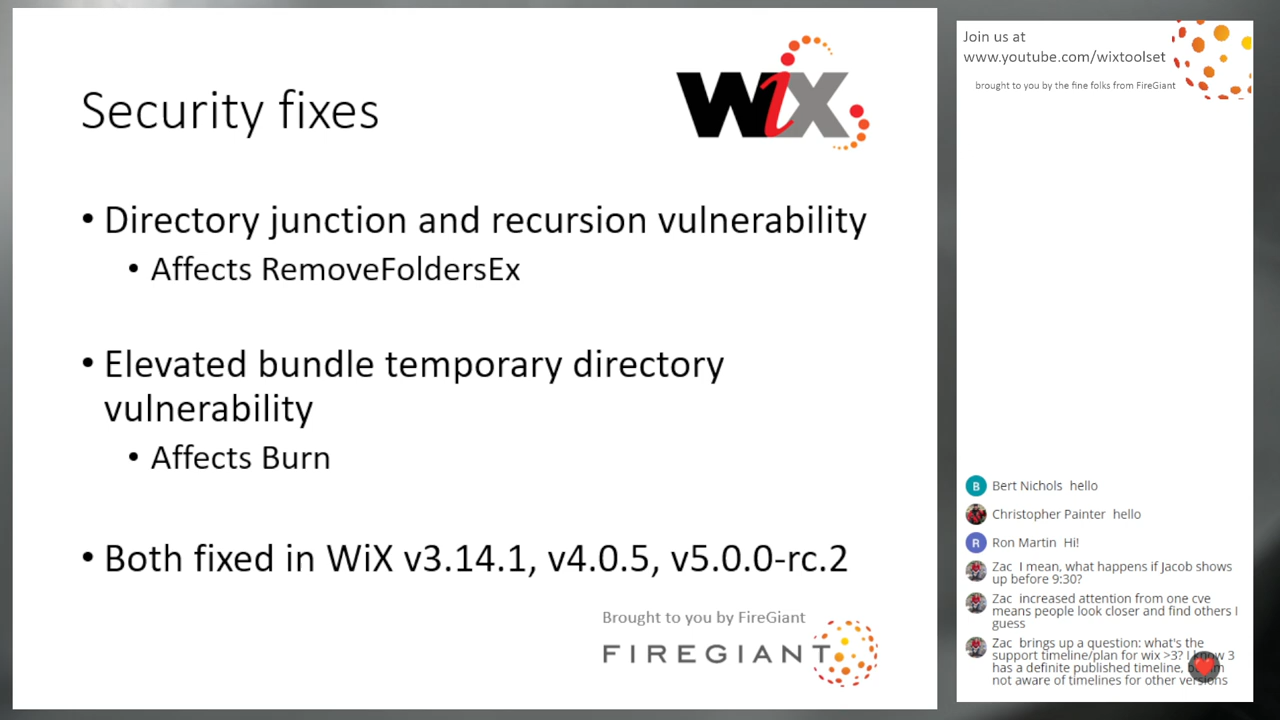 Security fixes
WiX
• Directory junction and recursion vulnerability
• Affects RemoveFoldersEx
• Elevated bundle temporary directory
vulnerability
• Affects Burn
• Both fixed in WiX v3.14.1, v4.0.5, v5.0.0-rc.2
Brought to you by FireGiant
FIREGIANT
Join us at
www.youtube.com/wixtoolset
brought to you by the fine folks from FireGiant
B Bert Nichols hello
Christopher Painter hello
R Ron Martin Hi!
Zac I mean, what happens if Jacob shows
up before 9:30?
Zac increased attention from one cve
means people look closer and find others I
guess
Zac brings up a question: what's the
support timeline/plan for wix >3? I know 3
has a definite published timeline,
not aware of timelines for other versions